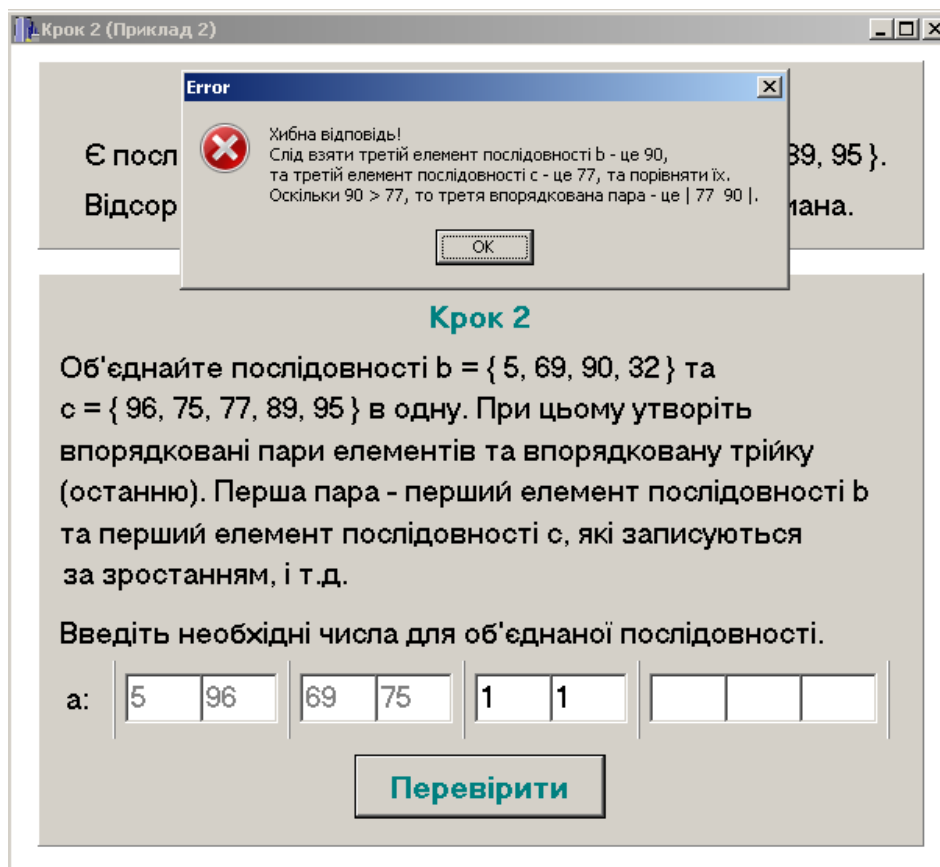 Крок 2 (Приклад 2)
Error
Хибна відповідь!
Слід взяти третій елемент послідовності b - це 90,
та третій елемент послідовності c - це 77, та порівняти їх.
Оскільки 90 > 77, то третя впорядкована пара - це | 77 90 |.
OK
Є 95 }.
Крок 2
Об'єднайте послідовності b = { 5, 69, 90, 32 } та
c = { 96, 75, 77, 89, 95 } в одну. При цьому утворіть
впорядковані пари елементів та впорядковану трійку
(останню). Перша пара - перший елемент послідовності b
та перший елемент послідовності c, які записуються
за зростанням, і т.д.
Введіть необхідні числа для об'єднаної послідовності.
a: 5 96 69 75 1 1
Перевірити